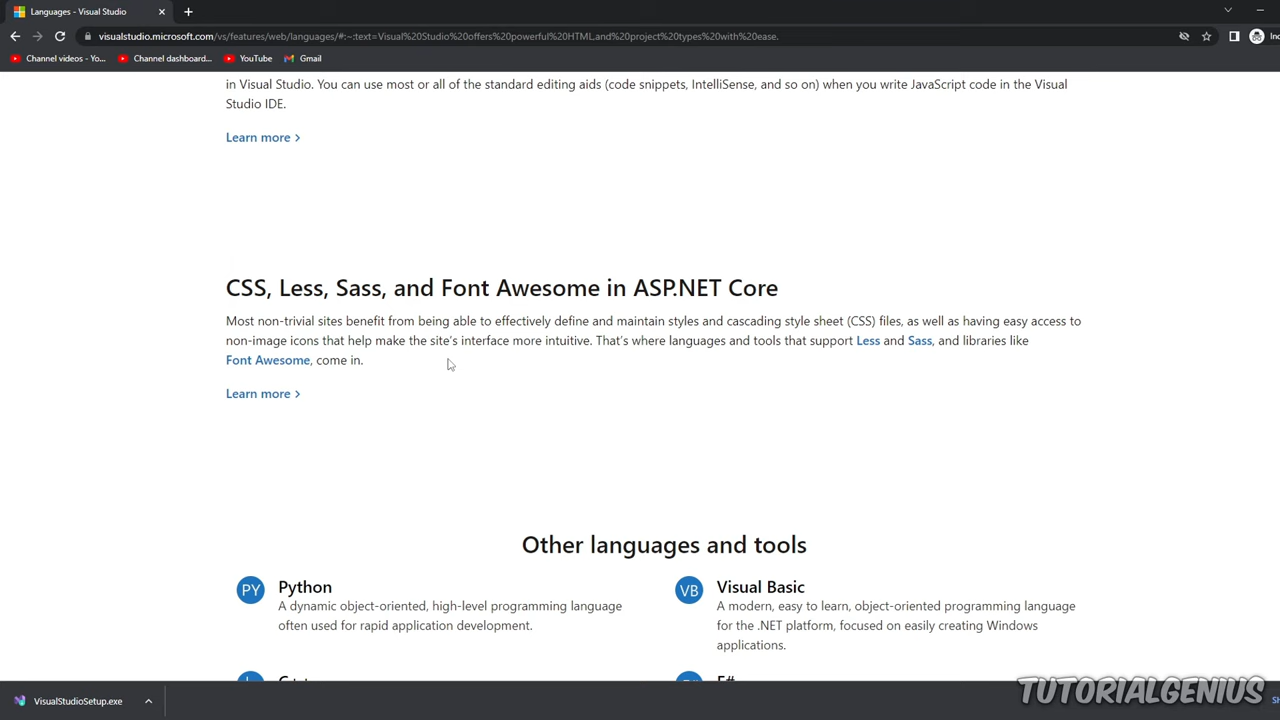 Languages - Visual Studio
visualstudio.microsoft.com/vs/features/web/languages/#:~:text=Visual%20Studio%20offers%20powerful%20HTML,and%20project%20types%20with%20ease.
Channel videos - Yo...
Channel dashboard...
YouTube
Gmail
in Visual Studio. You can use most or all of the standard editing aids (code snippets, IntelliSense, and so on) when you write JavaScript code in the Visual
Studio IDE.
Learn more >
CSS, Less, Sass, and Font Awesome in ASP.NET Core
Most non-trivial sites benefit from being able to effectively define and maintain styles and cascading style sheet (CSS) files, as well as having easy access to
non-image icons that help make the site's interface more intuitive. That's where languages and tools that support Less and Sass, and libraries like
Font Awesome, come in.
Learn more >
Other languages and tools
PY Python
A dynamic object-oriented, high-level programming language
often used for rapid application development.
VB Visual Basic
A modern, easy to learn, object-oriented programming language
for the .NET platform, focused on easily creating Windows
applications.
F#
VisualStudioSetup.exe
TUTORIALGENIUS